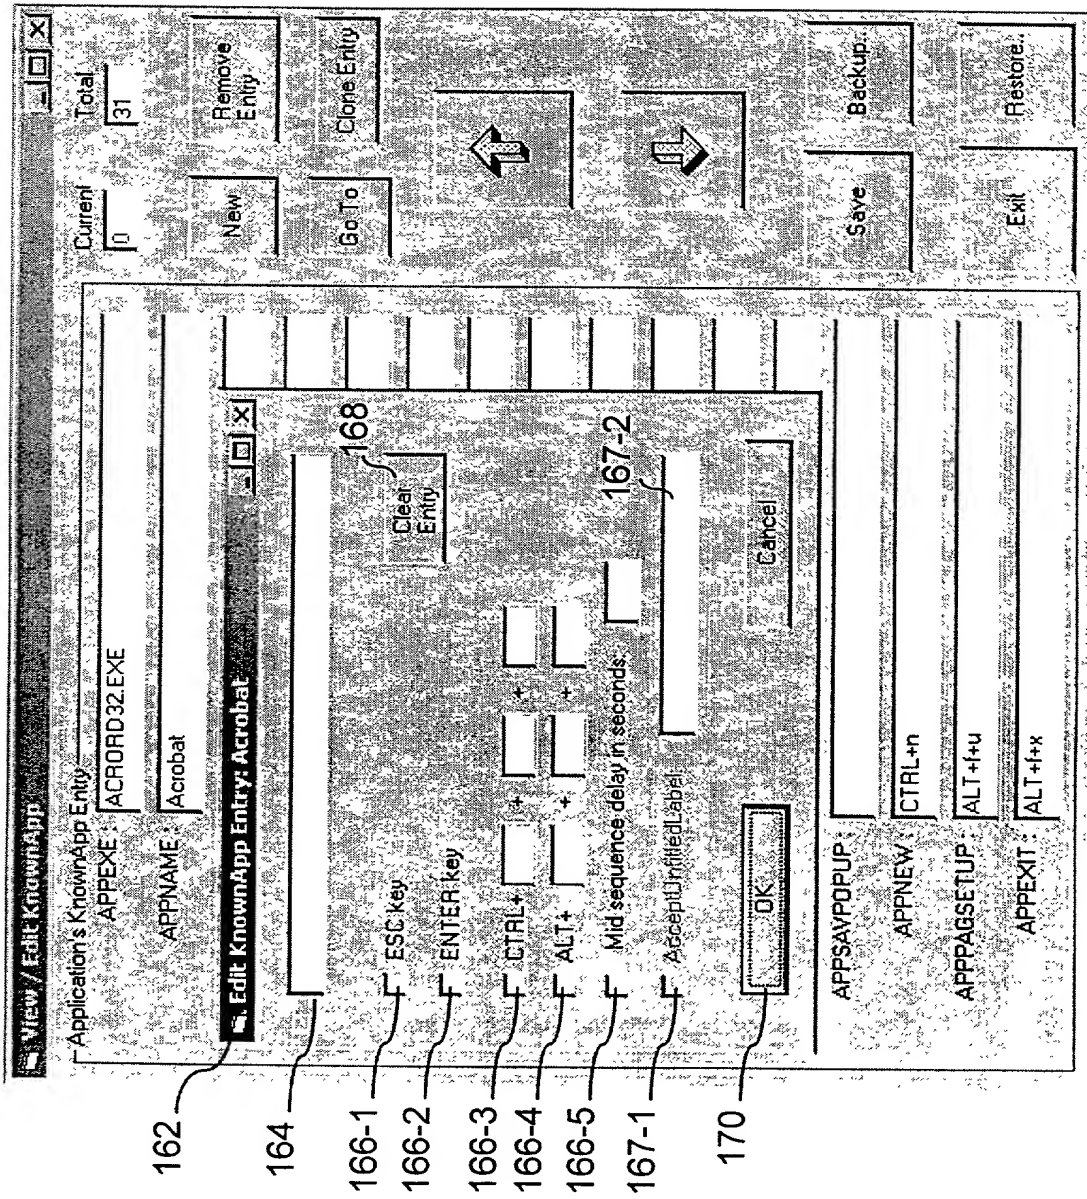 View / Edit KnownApp
Application's KnownApp Entry
APPEXE : ACRORD32.EXE
APPNAME : Acrobat
Current Total
0 31
New Remove Entry
Go To Clone Entry
Save Backup...
Exit Restore...
162 Edit KnownApp Entry: Acrobat
164
168
Clear
Entry
166-1 ESC key
166-2 ENTER key
166-3 CTRL+ + +
166-4 ALT+ + +
166-5 Mid sequence delay in seconds:
167-1 AcceptUntitledLabel 167-2
170 OK Cancel
APPSAVPOPUP :
APPNEW : CTRL+n
APPPAGSETUP : ALT+f+u
APPEXIT : ALT+f+x